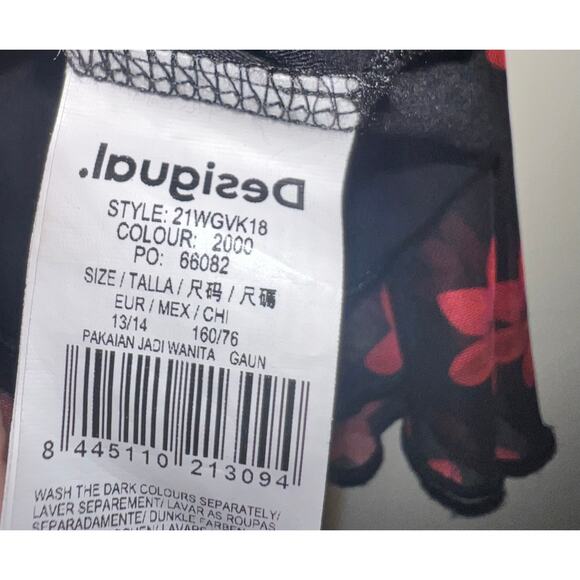 Desigual.
STYLE: 21WGVK18
COLOUR: 2000
PO: 66082
SIZE / TALLA / 尺码 / 尺碼
EUR / MEX / CHI
13/14 160/76
PAKAIAN JADI WANITA GAUN
8 445110 213094
WASH THE DARK COLOURS SEPARATELY/
LAVER SEPAREMENT/ LAVAR AS ROUPAS
SEPARADAMENTE/ DUNKLE FARBEN